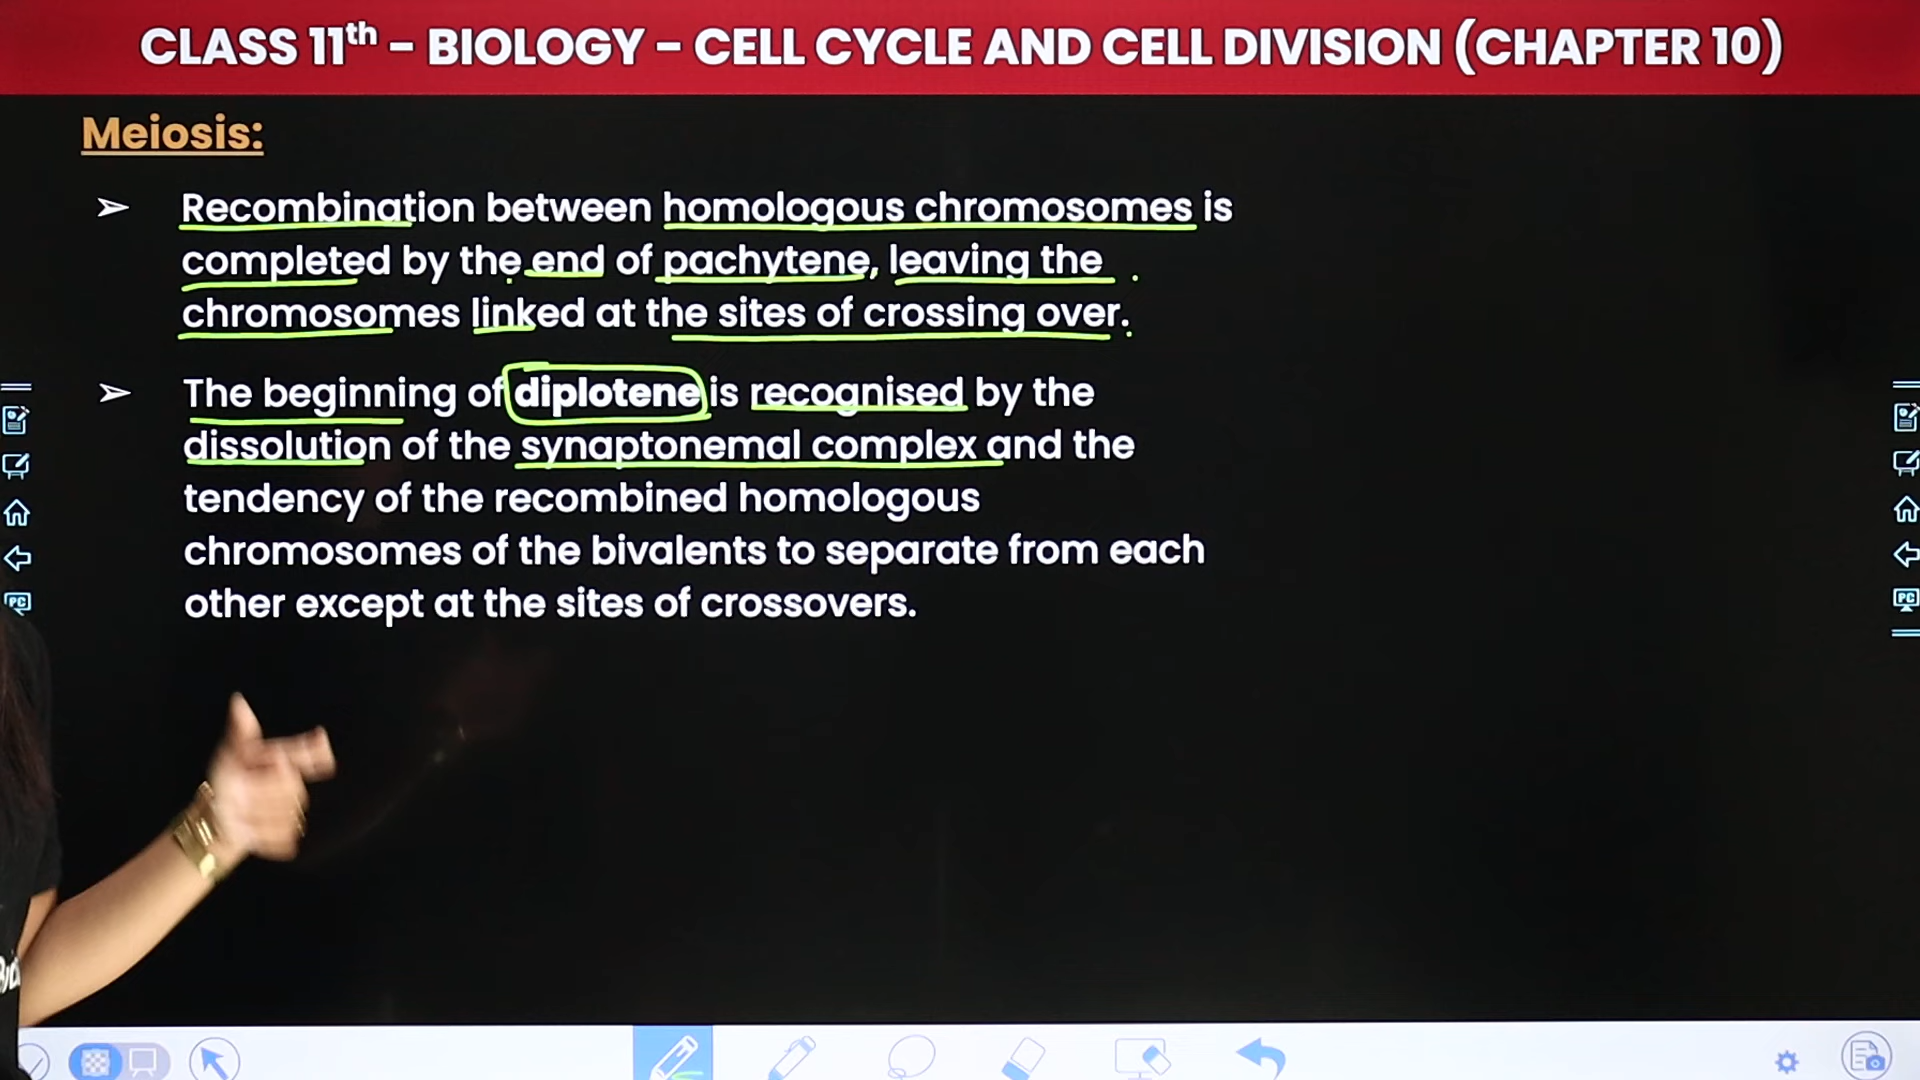 CLASS 11th – BIOLOGY – CELL CYCLE AND CELL DIVISION (CHAPTER 10)
Meiosis:
➢ Recombination between homologous chromosomes is
completed by the end of pachytene, leaving the
chromosomes linked at the sites of crossing over.
➢ The beginning of diplotene is recognised by the
dissolution of the synaptonemal complex and the
tendency of the recombined homologous
chromosomes of the bivalents to separate from each
other except at the sites of crossovers.
PC
PC